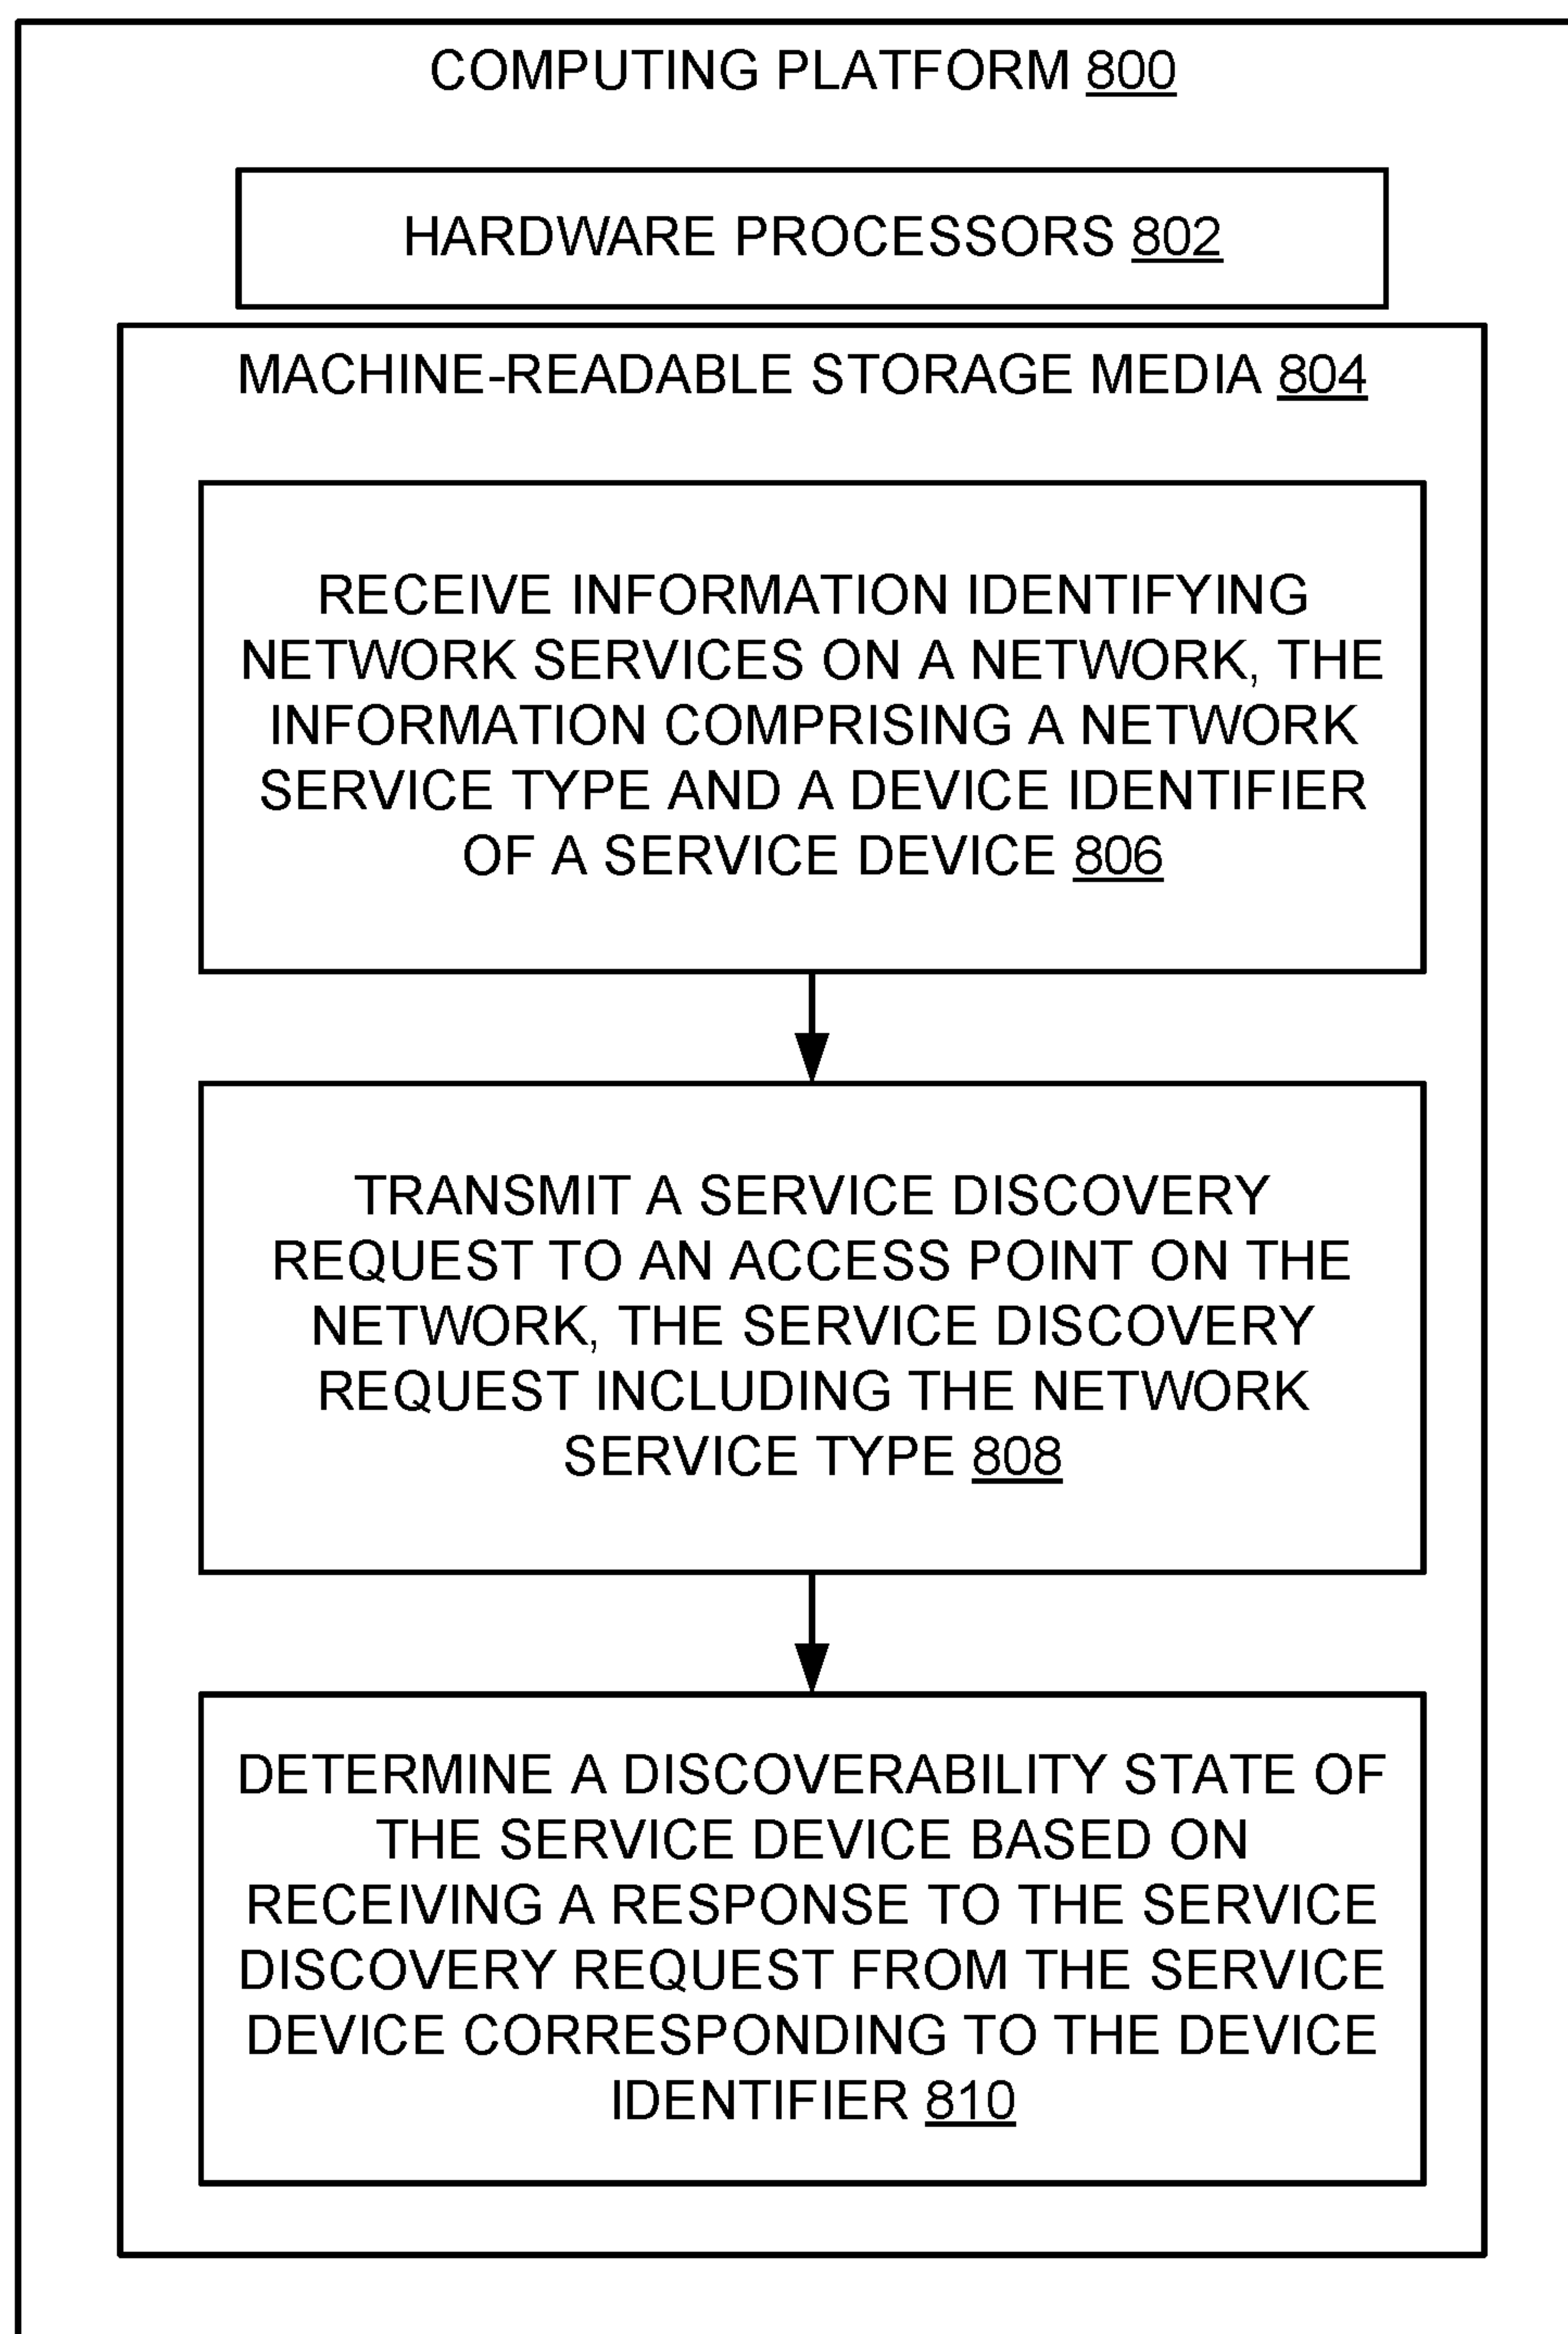 COMPUTING PLATFORM 800
HARDWARE PROCESSORS 802
MACHINE-READABLE STORAGE MEDIA 804
RECEIVE INFORMATION IDENTIFYING
NETWORK SERVICES ON A NETWORK, THE
INFORMATION COMPRISING A NETWORK
SERVICE TYPE AND A DEVICE IDENTIFIER
OF A SERVICE DEVICE 806
TRANSMIT A SERVICE DISCOVERY
REQUEST TO AN ACCESS POINT ON THE
NETWORK, THE SERVICE DISCOVERY
REQUEST INCLUDING THE NETWORK
SERVICE TYPE 808
DETERMINE A DISCOVERABILITY STATE OF
THE SERVICE DEVICE BASED ON
RECEIVING A RESPONSE TO THE SERVICE
DISCOVERY REQUEST FROM THE SERVICE
DEVICE CORRESPONDING TO THE DEVICE
IDENTIFIER 810